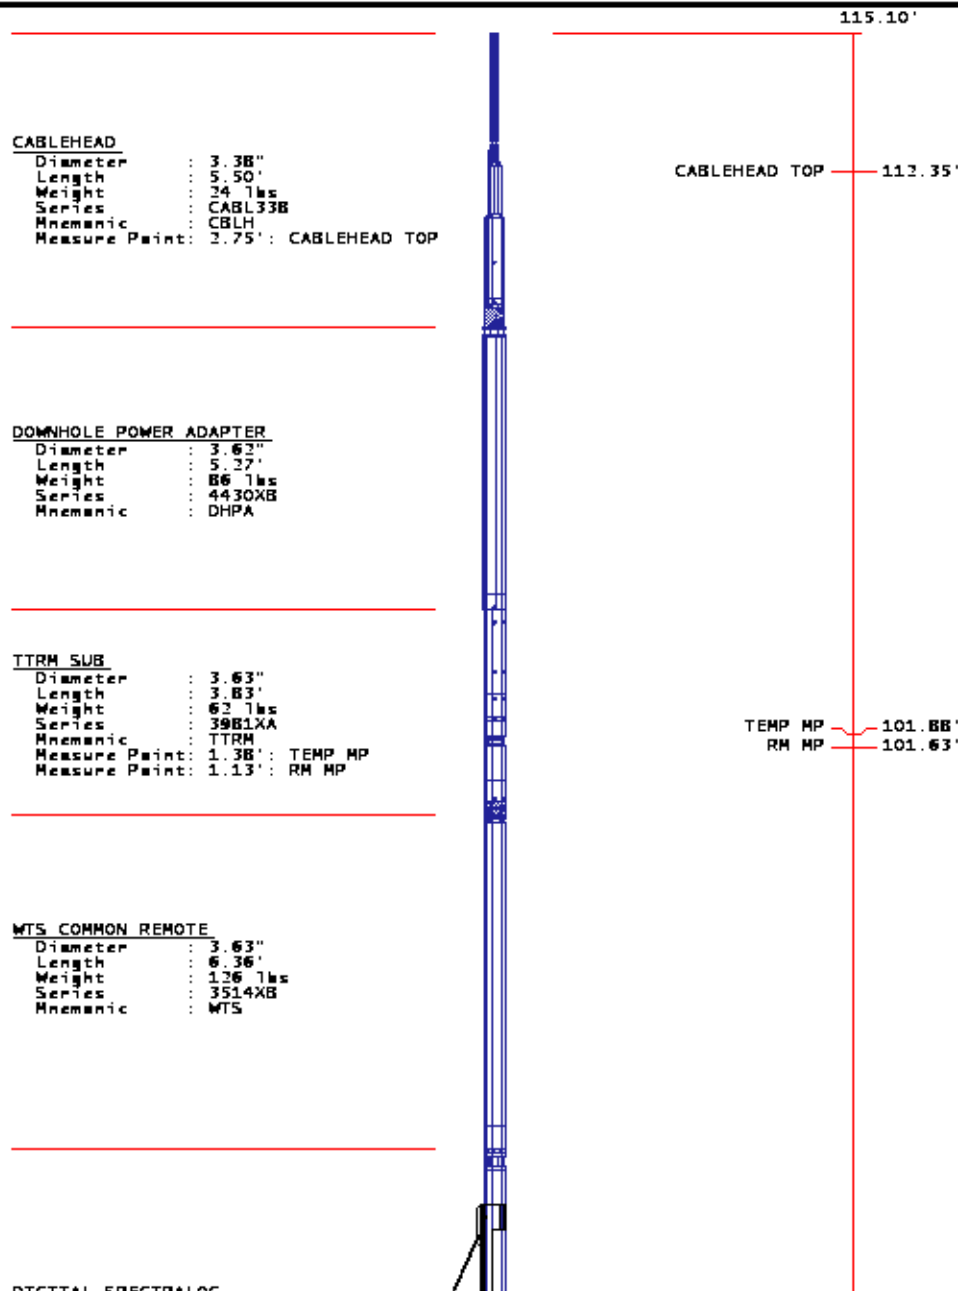 115.10'
CABLEHEAD
Diameter : 3.38"
Length : 5.50'
Weight : 24 lbs
Series : CABL33B
Mnemonic : CBLH
Measure Point: 2.75': CABLEHEAD TOP
CABLEHEAD TOP 112.35'
DOWNHOLE POWER ADAPTER
Diameter : 3.62"
Length : 5.27'
Weight : 86 lbs
Series : 4430XB
Mnemonic : DHPA
TTRM SUB
Diameter : 3.63"
Length : 3.83'
Weight : 62 lbs
Series : 3981XA
Mnemonic : TTRM
Measure Point: 1.38': TEMP MP
Measure Point: 1.13': RM MP
TEMP MP 101.88'
RM MP 101.63'
WTS COMMON REMOTE
Diameter : 3.63"
Length : 6.36'
Weight : 126 lbs
Series : 3514XB
Mnemonic : WTS
DIGITAL SPECTRALOG